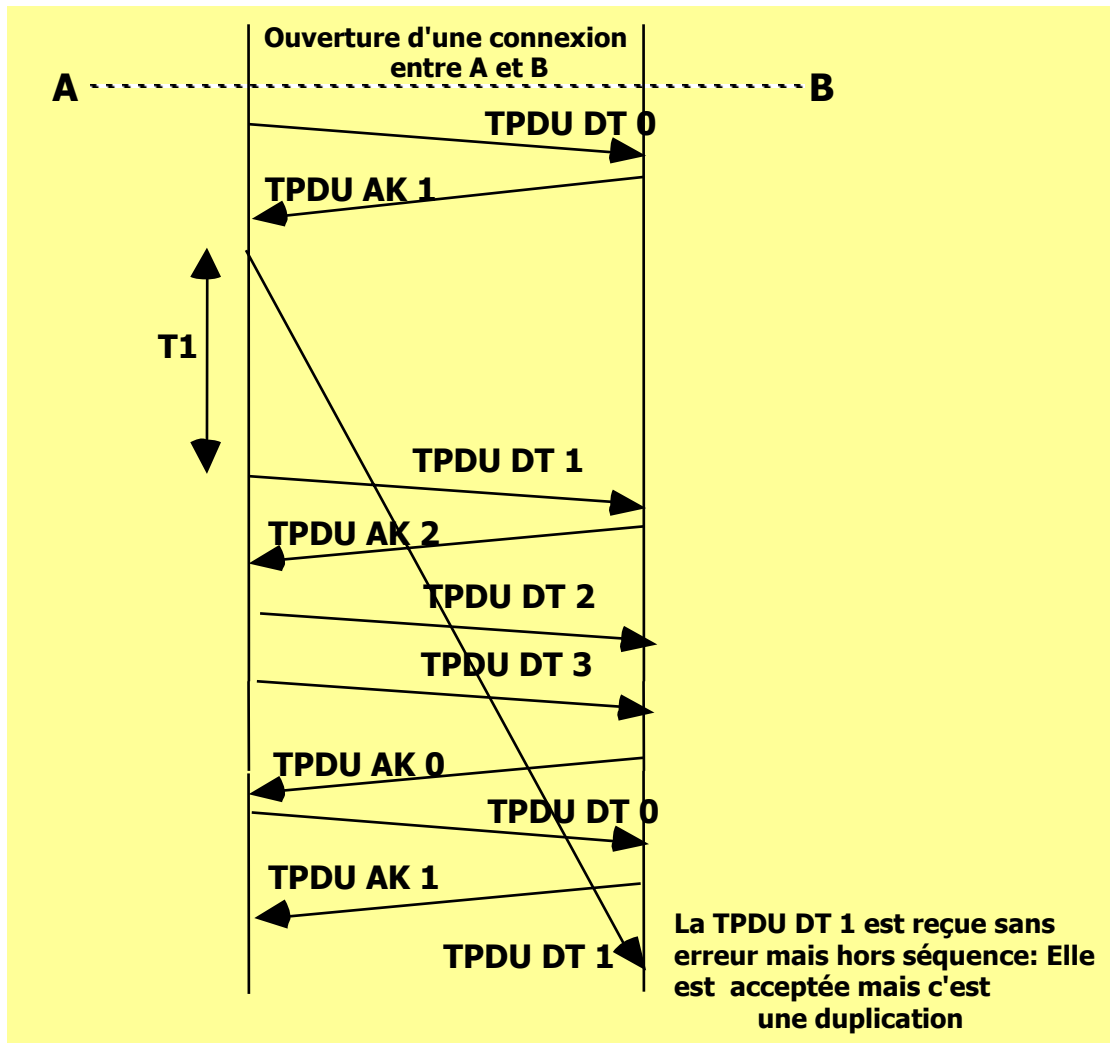 Ouverture d'une connexion
entre A et B
A
B
TPDU DT 0
TPDU AK 1
T1
TPDU DT 1
TPDU AK 2
TPDU DT 2
TPDU DT 3
TPDU AK 0
TPDU DT 0
TPDU AK 1
TPDU DT 1
La TPDU DT 1 est reçue sans
erreur mais hors séquence: Elle
est acceptée mais c'est
une duplication